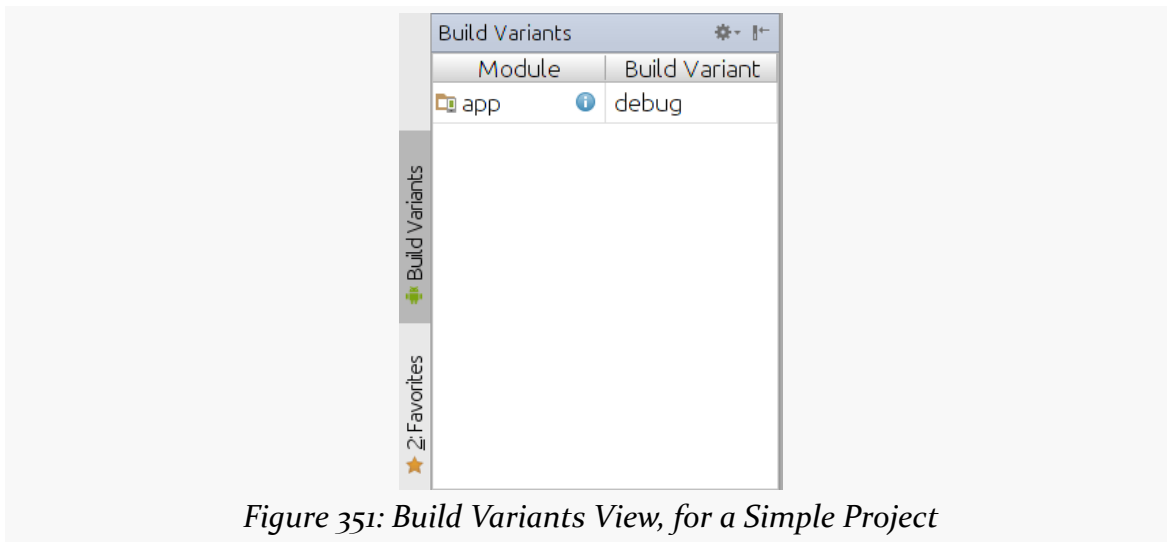 Build Variants
Module Build Variant
app debug
Build Variants
2: Favorites
Figure 351: Build Variants View, for a Simple Project